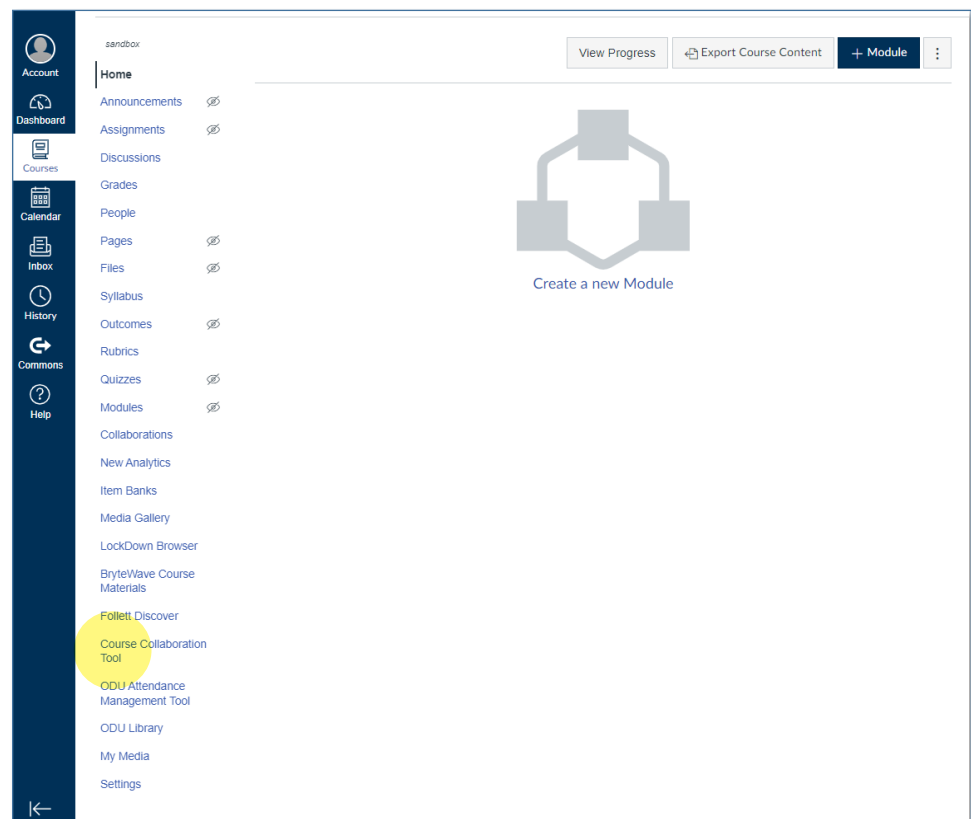 Account
Dashboard
Courses
Calendar
Inbox
History
Commons
Help
sandbox
Home
Announcements
Assignments
Discussions
Grades
People
Pages
Files
Syllabus
Outcomes
Rubrics
Quizzes
Modules
Collaborations
New Analytics
Item Banks
Media Gallery
LockDown Browser
BryteWave Course
Materials
Follett Discover
Course Collaboration
Tool
ODU Attendance
Management Tool
ODU Library
My Media
Settings
View Progress
Export Course Content
+ Module
Create a new Module